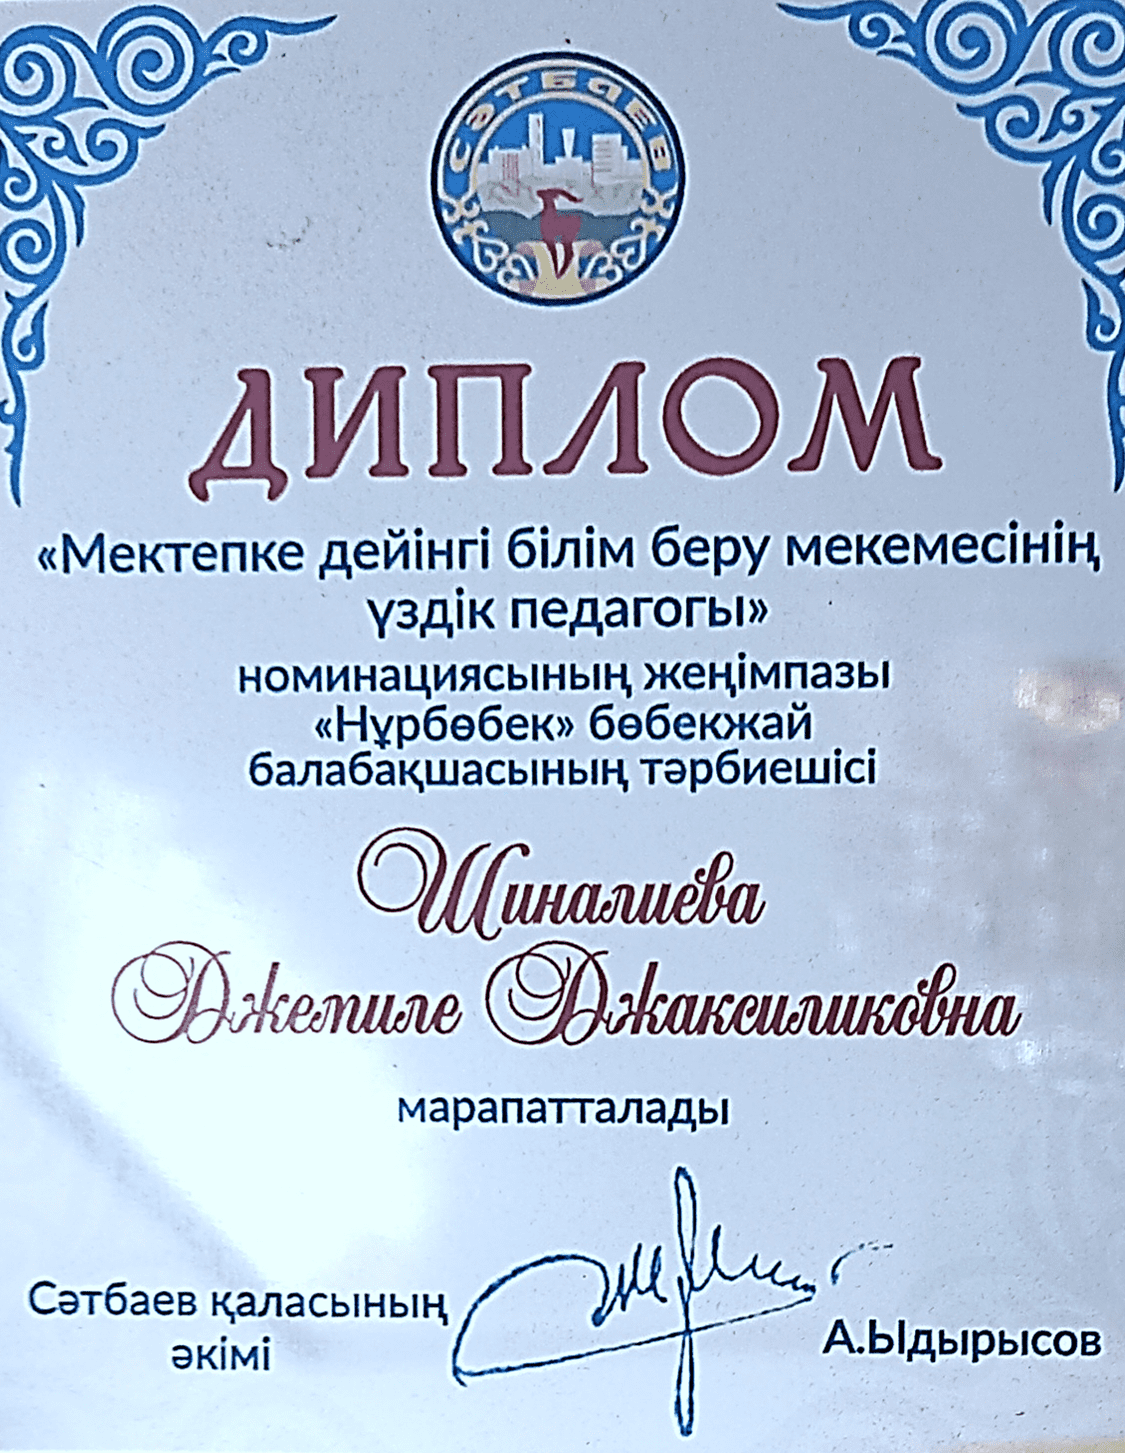 СӘТБАЕВ
ДИПЛОМ
«Мектепке дейінгі білім беру мекемесінің
үздік педагогы»
номинациясының жеңімпазы
«Нұрбөбек» бөбекжай
балабақшасының тәрбиешісі
Шиналиева
Джемиле Джаксиликовна
марапатталады
Сәтбаев қаласының
әкімі
А.Ыдырысов